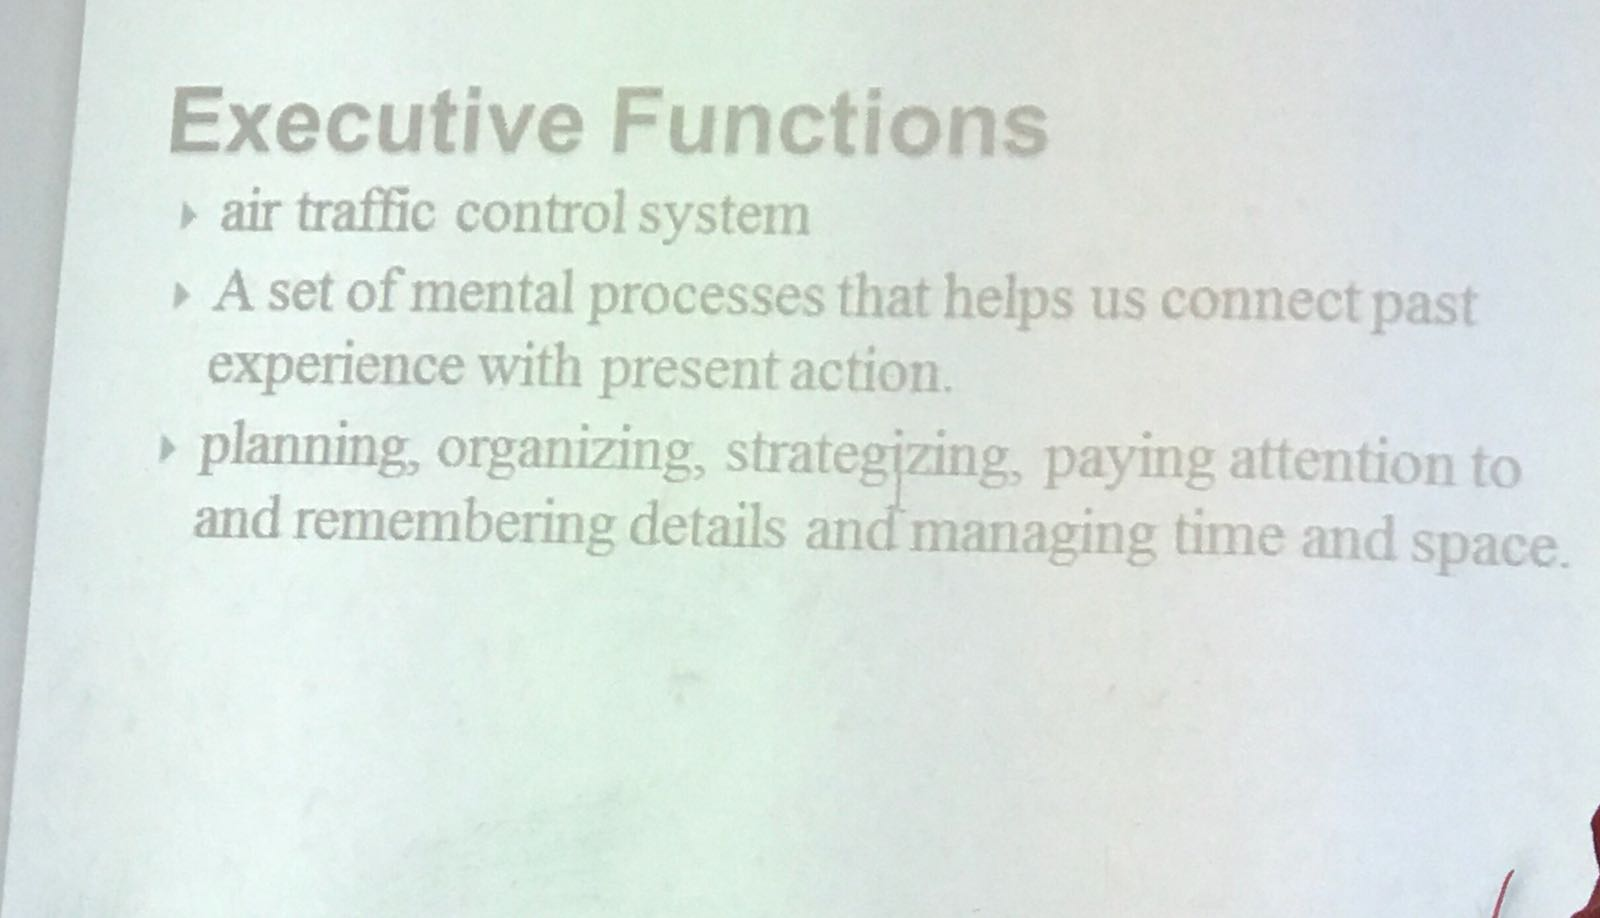 Executive Functions
air traffic control system
A set of mental processes that helps us connect past
experience with present action.
planning, organizing, strategizing, paying attention to
and remembering details and managing time and space.